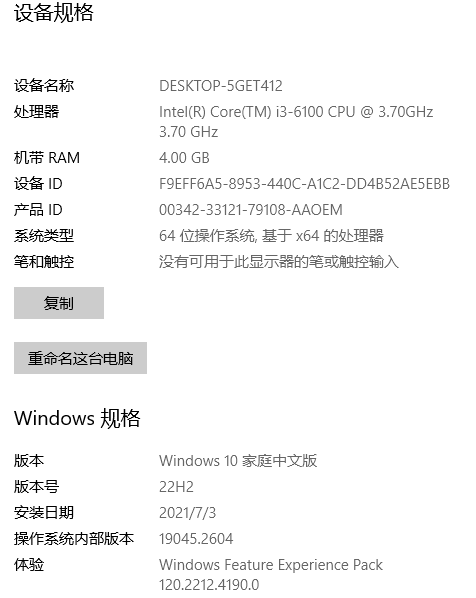 设备规格
设备名称 DESKTOP-5GET412
处理器 Intel(R) Core(TM) i3-6100 CPU @ 3.70GHz
3.70 GHz
机带 RAM 4.00 GB
设备 ID F9EFF6A5-8953-440C-A1C2-DD4B52AE5EBB
产品 ID 00342-33121-79108-AAOEM
系统类型 64 位操作系统, 基于 x64 的处理器
笔和触控 没有可用于此显示器的笔或触控输入
复制
重命名这台电脑
Windows 规格
版本 Windows 10 家庭中文版
版本号 22H2
安装日期 2021/7/3
操作系统内部版本 19045.2604
体验 Windows Feature Experience Pack
120.2212.4190.0